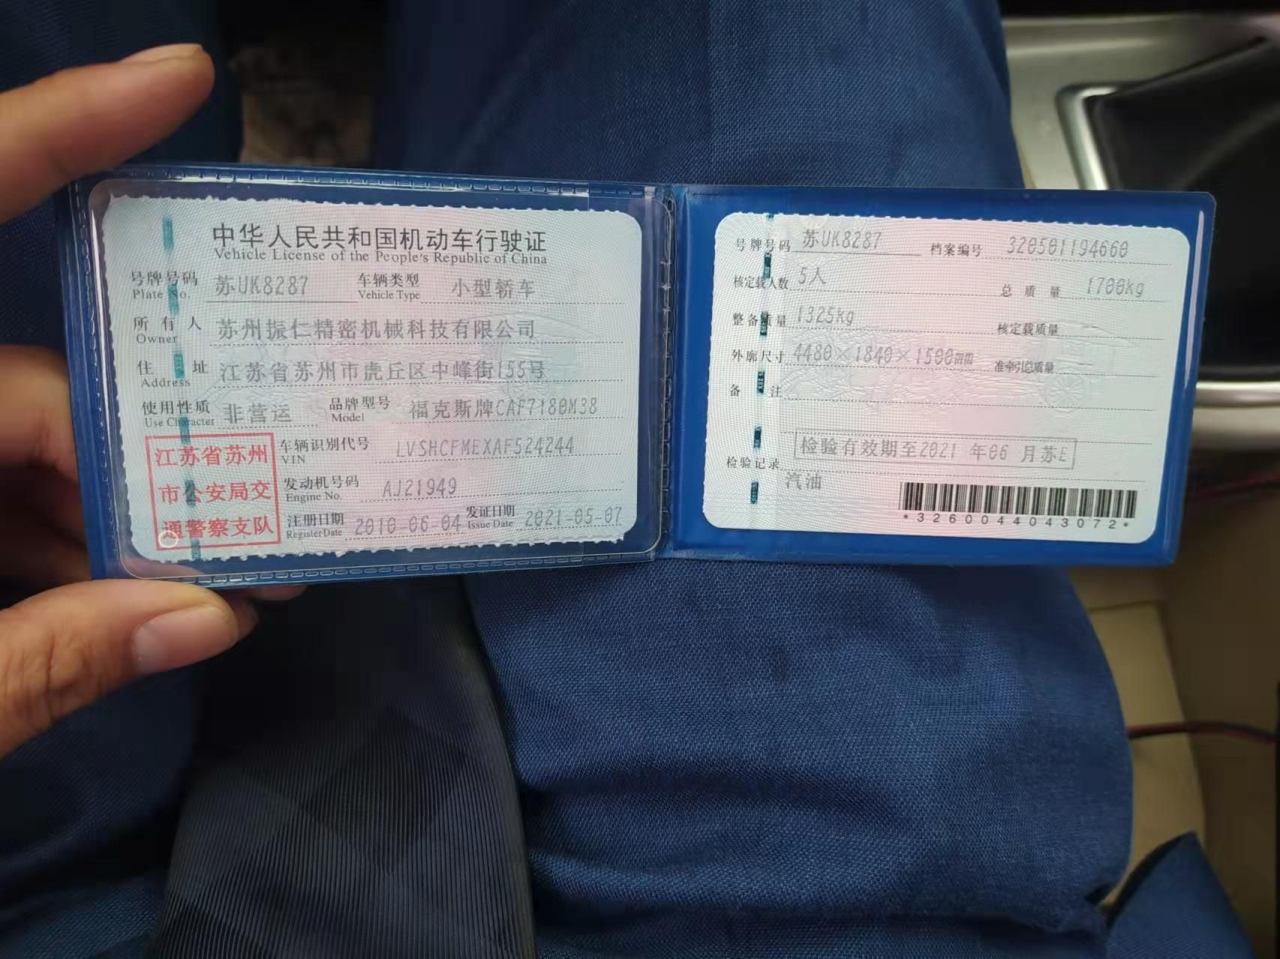 中华人民共和国机动车行驶证
Vehicle License of the People's Republic of China
号牌号码 苏UK8287 车辆类型 小型轿车
Plate No. Vehicle Type
所有人 苏州振仁精密机械科技有限公司
Owner
住址 江苏省苏州市虎丘区中峰街155号
Address
使用性质 非营运 品牌型号 福克斯牌CAF7180M38
Use Character Model
江苏省苏州
市公安局交
通警察支队
车辆识别代号 LVSHCFMEXAF524244
VIN
发动机号码 AJ21949
Engine No.
注册日期 2010-06-04 发证日期 2021-05-07
Register Date Issue Date
号牌号码 苏UK8287 档案编号 320501194660
核定载人数 5人 总质量 1700kg
整备质量 1325kg 核定载质量
外廓尺寸 4480×1840×1500mm 准牵引总质量
备注
检验有效期至2021年06月苏E
检验记录
汽油
*3260044043072*